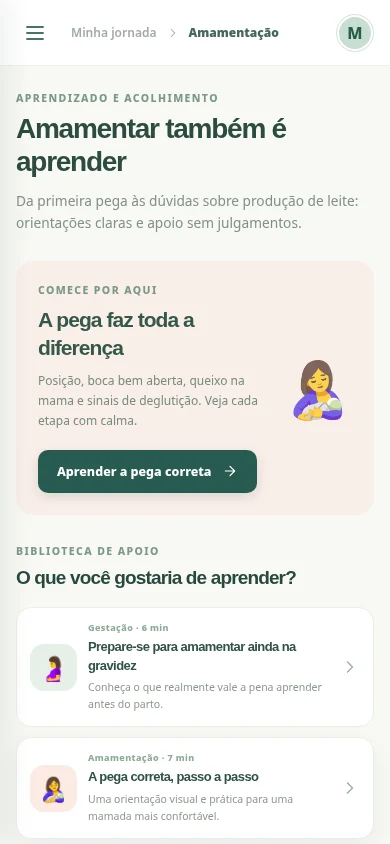 Minha jornada > Amamentação
M
APRENDIZADO E ACOLHIMENTO
Amamentar também é
aprender
Da primeira pega às dúvidas sobre produção de leite:
orientações claras e apoio sem julgamentos.
COMECE POR AQUI
A pega faz toda a
diferença
Posição, boca bem aberta, queixo na
mama e sinais de deglutição. Veja cada
etapa com calma.
Aprender a pega correta →
BIBLIOTECA DE APOIO
O que você gostaria de aprender?
Gestação · 6 min
Prepare-se para amamentar ainda na
gravidez
Conheça o que realmente vale a pena aprender
antes do parto.
Amamentação · 7 min
A pega correta, passo a passo
Uma orientação visual e prática para uma
mamada mais confortável.